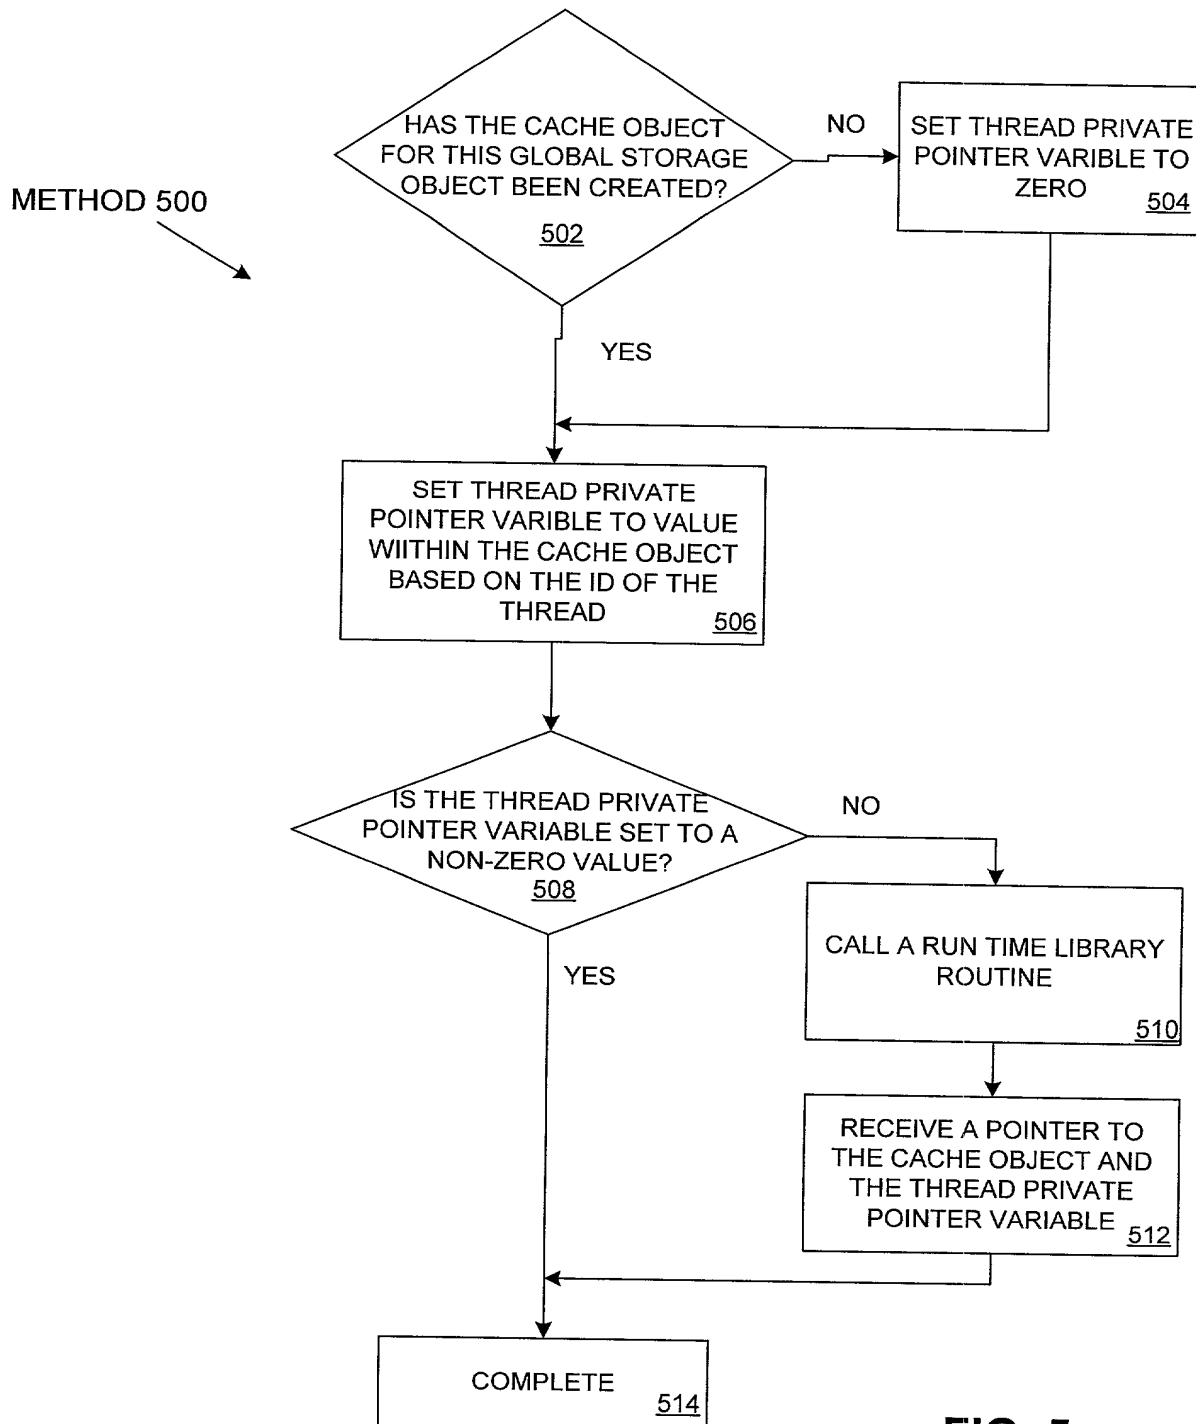 HAS THE CACHE OBJECT
FOR THIS GLOBAL STORAGE
OBJECT BEEN CREATED?
502
NO
SET THREAD PRIVATE
POINTER VARIBLE TO
ZERO
504
METHOD 500
YES
SET THREAD PRIVATE
POINTER VARIBLE TO VALUE
WIITHIN THE CACHE OBJECT
BASED ON THE ID OF THE
THREAD
506
IS THE THREAD PRIVATE
POINTER VARIABLE SET TO A
NON-ZERO VALUE?
508
NO
YES
CALL A RUN TIME LIBRARY
ROUTINE
510
RECEIVE A POINTER TO
THE CACHE OBJECT AND
THE THREAD PRIVATE
POINTER VARIABLE
512
COMPLETE
514